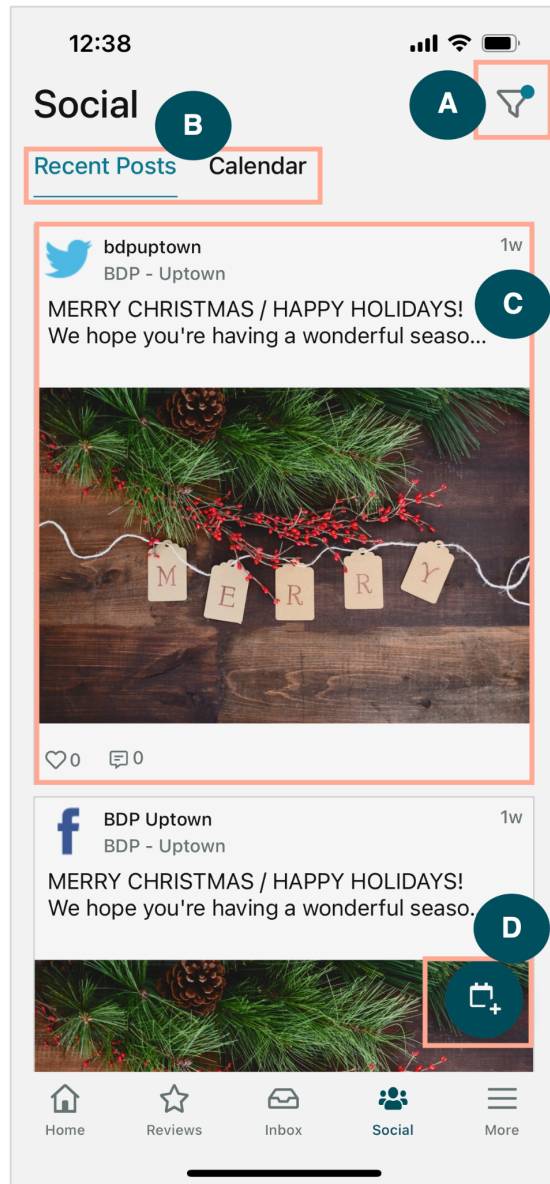 12:38
Social
A
B
Recent Posts Calendar
bdpuptown 1w
BDP - Uptown
C
MERRY CHRISTMAS / HAPPY HOLIDAYS!
We hope you're having a wonderful seaso...
M E R R Y
0 0
BDP Uptown 1w
BDP - Uptown
MERRY CHRISTMAS / HAPPY HOLIDAYS!
We hope you're having a wonderful seaso..
D
Home Reviews Inbox Social More